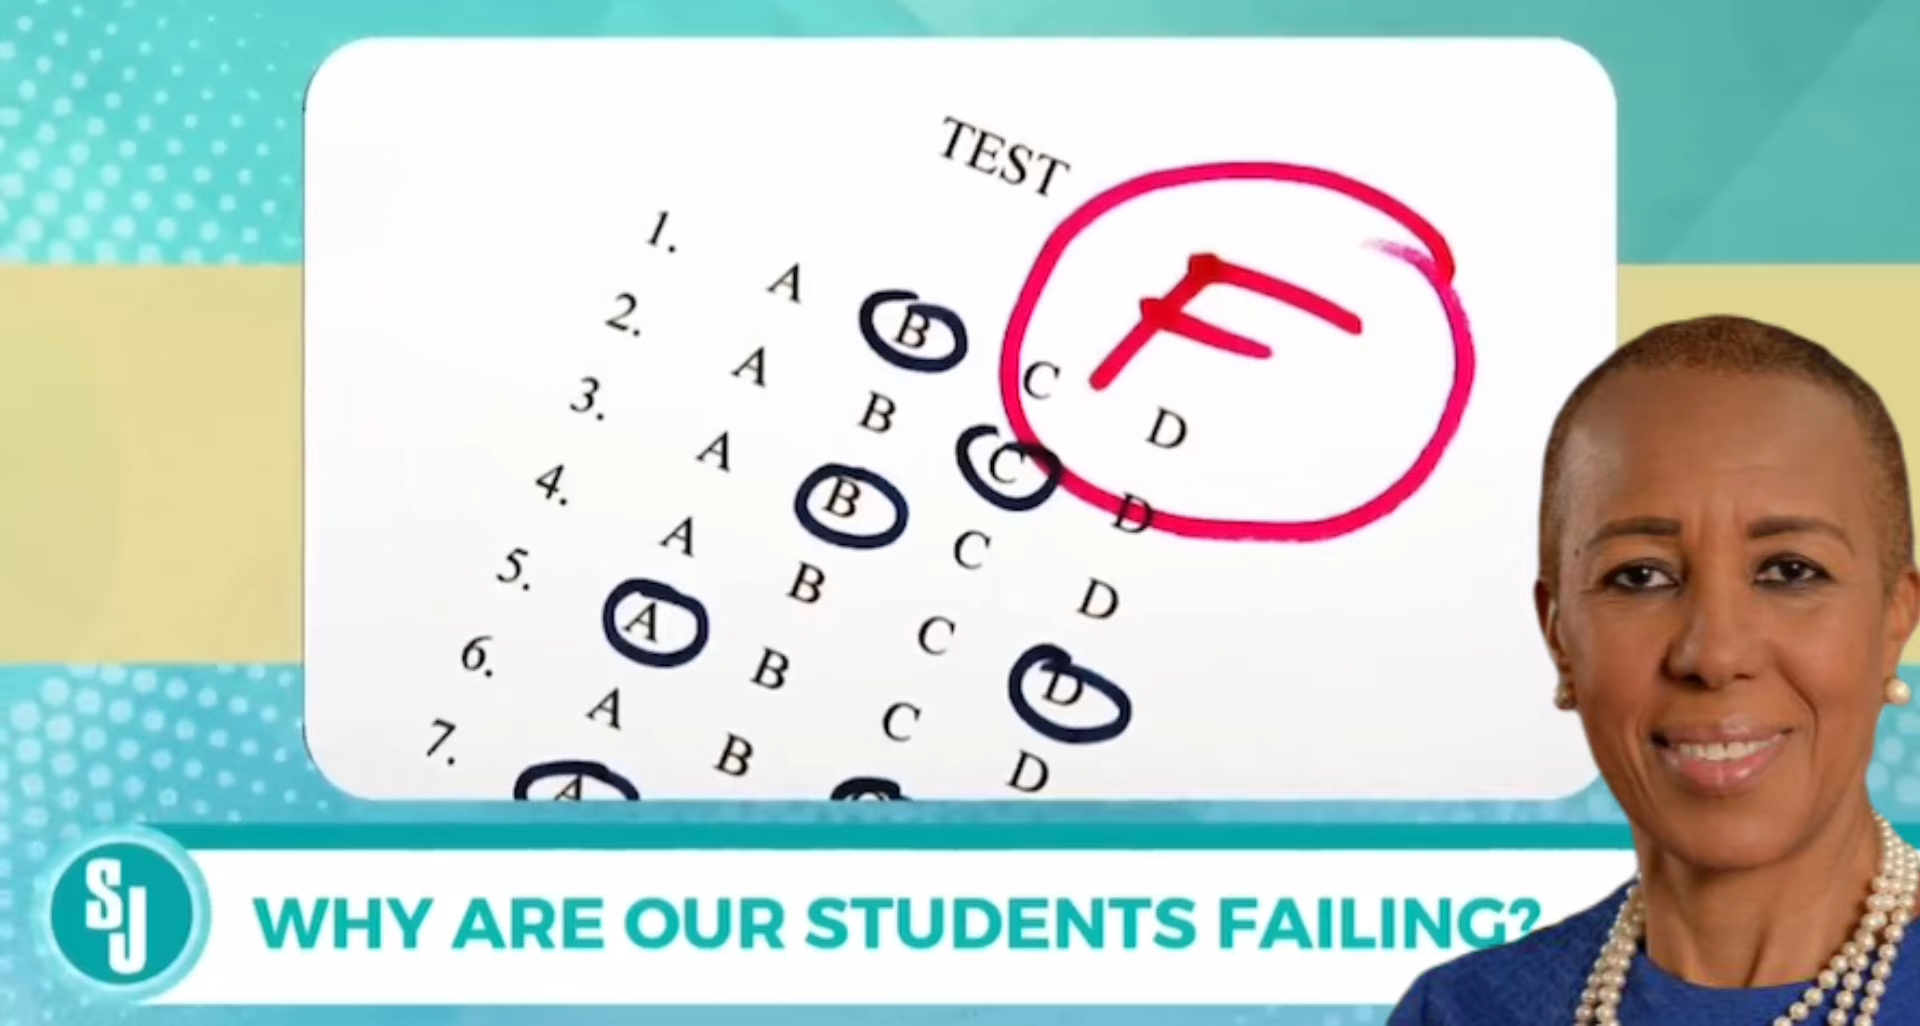 TEST
1. A B C D
2. A B C D
3. A B C D
4. A B C D
5. A B C D
6. A B
7. A
SJ
WHY ARE OUR STUDENTS FAILING?